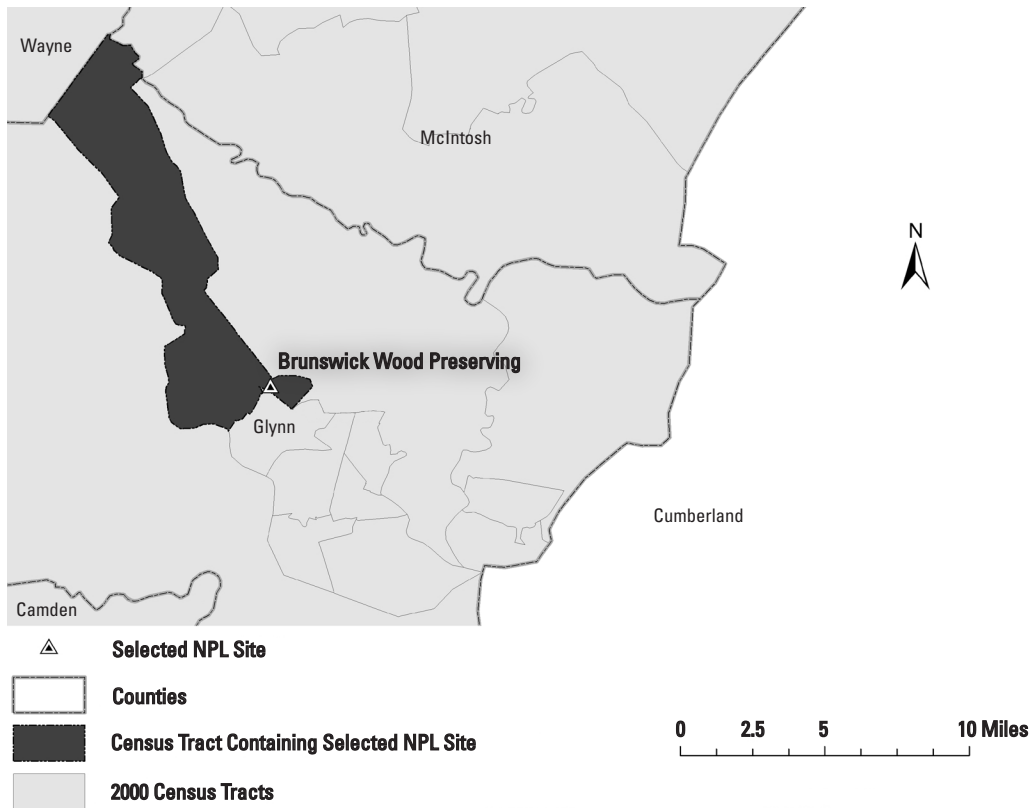 Wayne
McIntosh
N
Brunswick Wood Preserving
Glynn
Cumberland
Camden
Selected NPL Site
Counties
Census Tract Containing Selected NPL Site
2000 Census Tracts
0 2.5 5 10 Miles